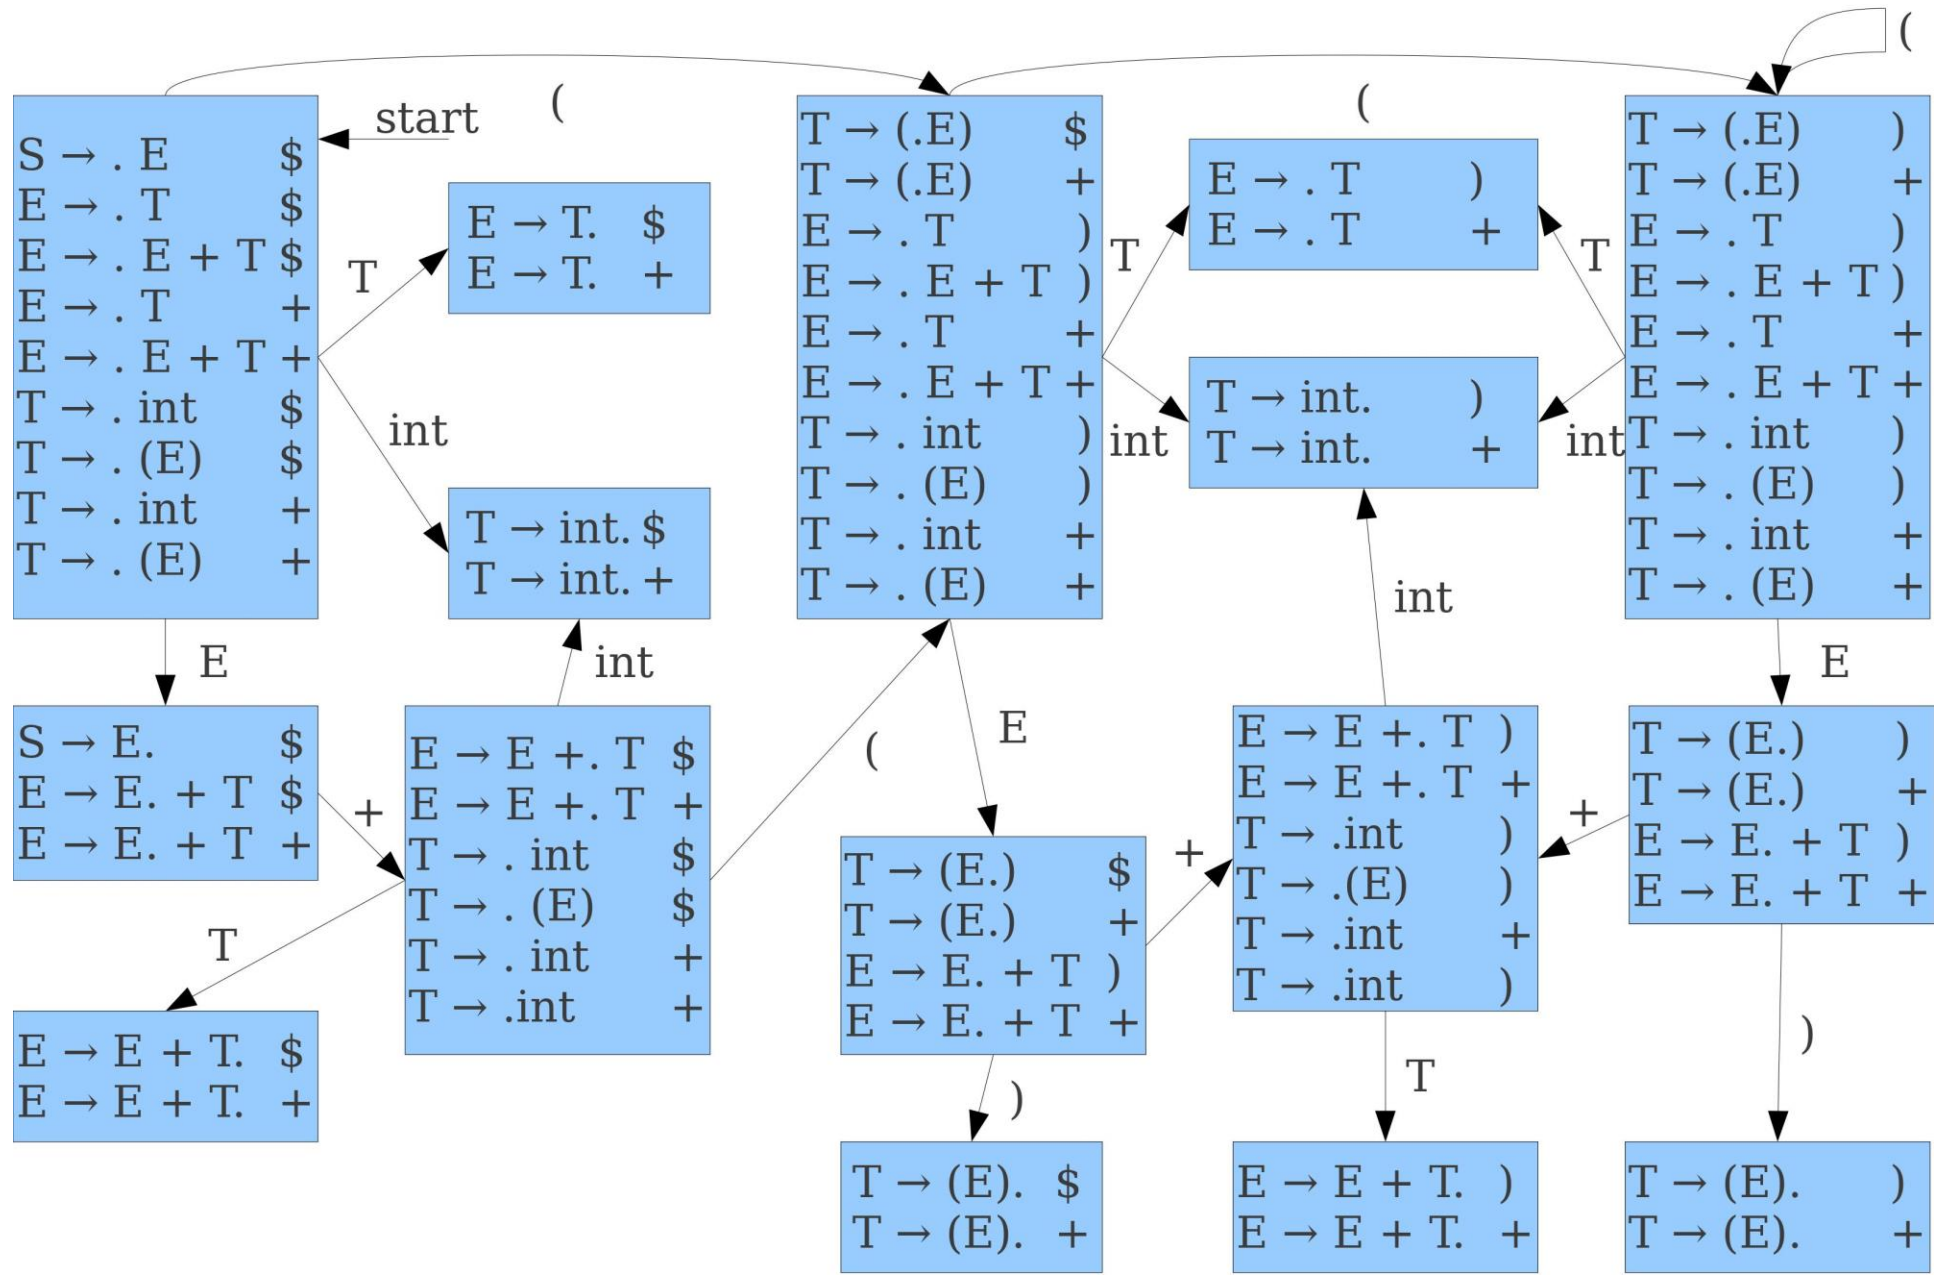 (
start
(
(
S → . E $
E → . T $
E → . E + T $
E → . T +
E → . E + T +
T → . int $
T → . (E) $
T → . int +
T → . (E) +
T
E → T. $
E → T. +
int
T → int. $
T → int. +
T → (.E) $
T → (.E) +
E → . T )
E → . E + T )
E → . T +
E → . E + T +
T → . int )
T → . (E) )
T → . int +
T → . (E) +
T
E → . T )
E → . T +
T
int
T → int. )
T → int. +
int
T → (.E) )
T → (.E) +
E → . T )
E → . E + T )
E → . T +
E → . E + T +
T → . int )
T → . (E) )
T → . int +
T → . (E) +
E
int
(
E
int
E
S → E. $
E → E. + T $
E → E. + T +
+
E → E +. T $
E → E +. T +
T → . int $
T → . (E) $
T → . int +
T → .int +
T
E → E + T. $
E → E + T. +
T → (E.) $
T → (E.) +
E → E. + T )
E → E. + T +
+
E → E +. T )
E → E +. T +
T → .int )
T → .(E) )
T → .int +
T → .int )
+
T → (E.) )
T → (E.) +
E → E. + T )
E → E. + T +
)
T
)
T → (E). $
T → (E). +
E → E + T. )
E → E + T. +
T → (E). )
T → (E). +